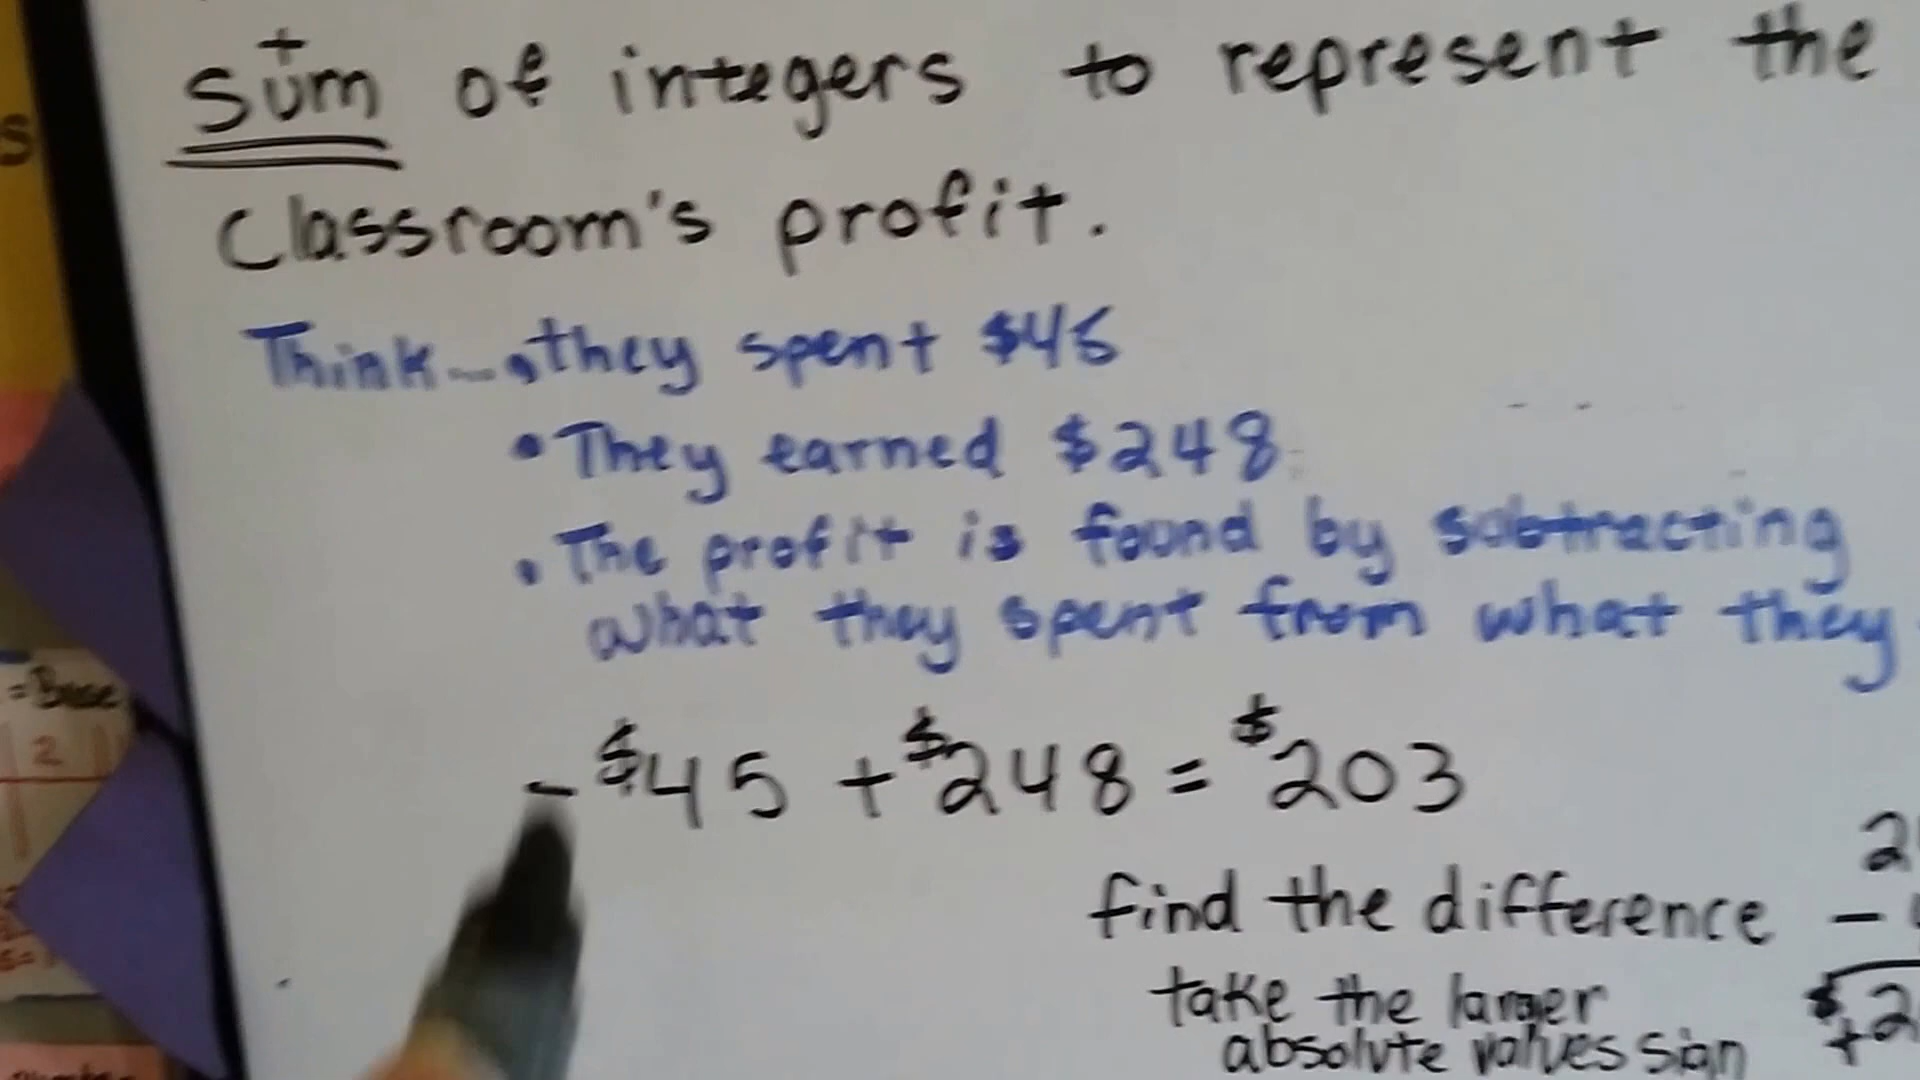 Sum of integers to represent the
+
Classroom's profit.
Think... • they spent $45
• They earned $248
• The profit is found by subtracting
what they spent from what they
- $45 + $248 = $203
find the difference
take the larger
absolute values sign
= Base
2